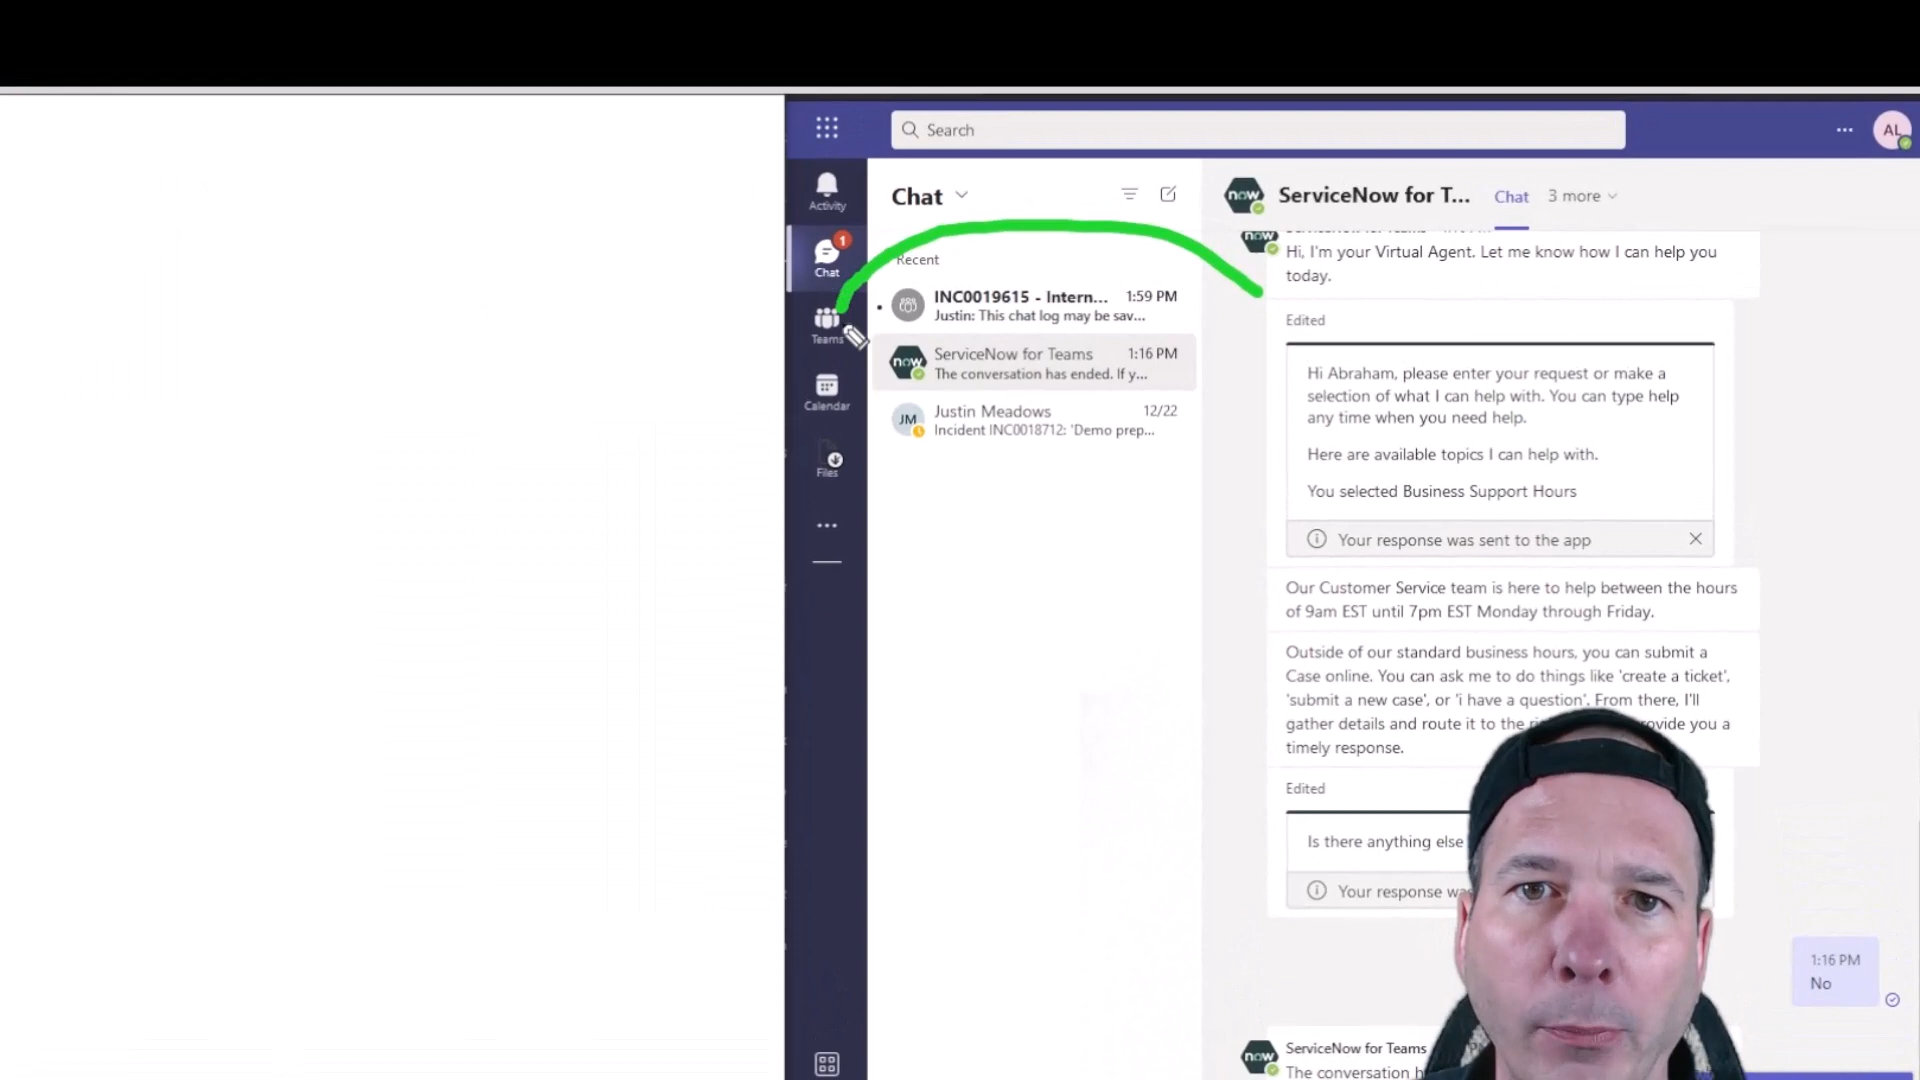 Search
AL
Activity
Chat
1
Teams
Calendar
Files
Chat
Recent
INC0019615 - Intern... 1:59 PM
Justin: This chat log may be sav...
now
ServiceNow for Teams 1:16 PM
The conversation has ended. If y...
JM
Justin Meadows 12/22
Incident INC0018712: 'Demo prep...
now
ServiceNow for T... Chat 3 more
now
Hi, I'm your Virtual Agent. Let me know how I can help you
today.
Edited
Hi Abraham, please enter your request or make a
selection of what I can help with. You can type help
any time when you need help.
Here are available topics I can help with.
You selected Business Support Hours
Your response was sent to the app
Our Customer Service team is here to help between the hours
of 9am EST until 7pm EST Monday through Friday.
Outside of our standard business hours, you can submit a
Case online. You can ask me to do things like 'create a ticket',
'submit a new case', or 'i have a question'. From there, I'll
gather details and route it to the you a
timely response.
Edited
Is there anything else
Your response
1:16 PM
No
now
ServiceNow for Teams
The conversation